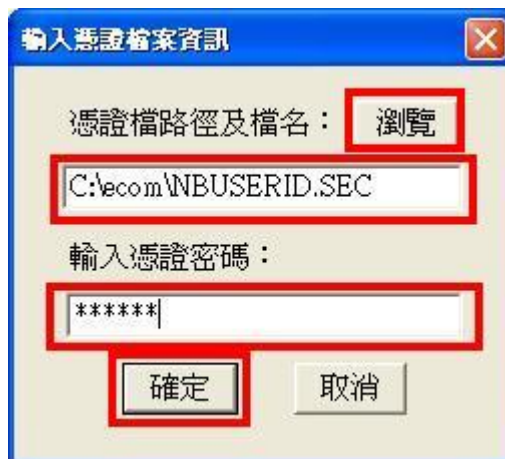 輸入憑證檔案資訊
憑證檔路徑及檔名： 瀏覽
C:\ecom\NBUSERID.SEC
輸入憑證密碼：
******
確定 取消